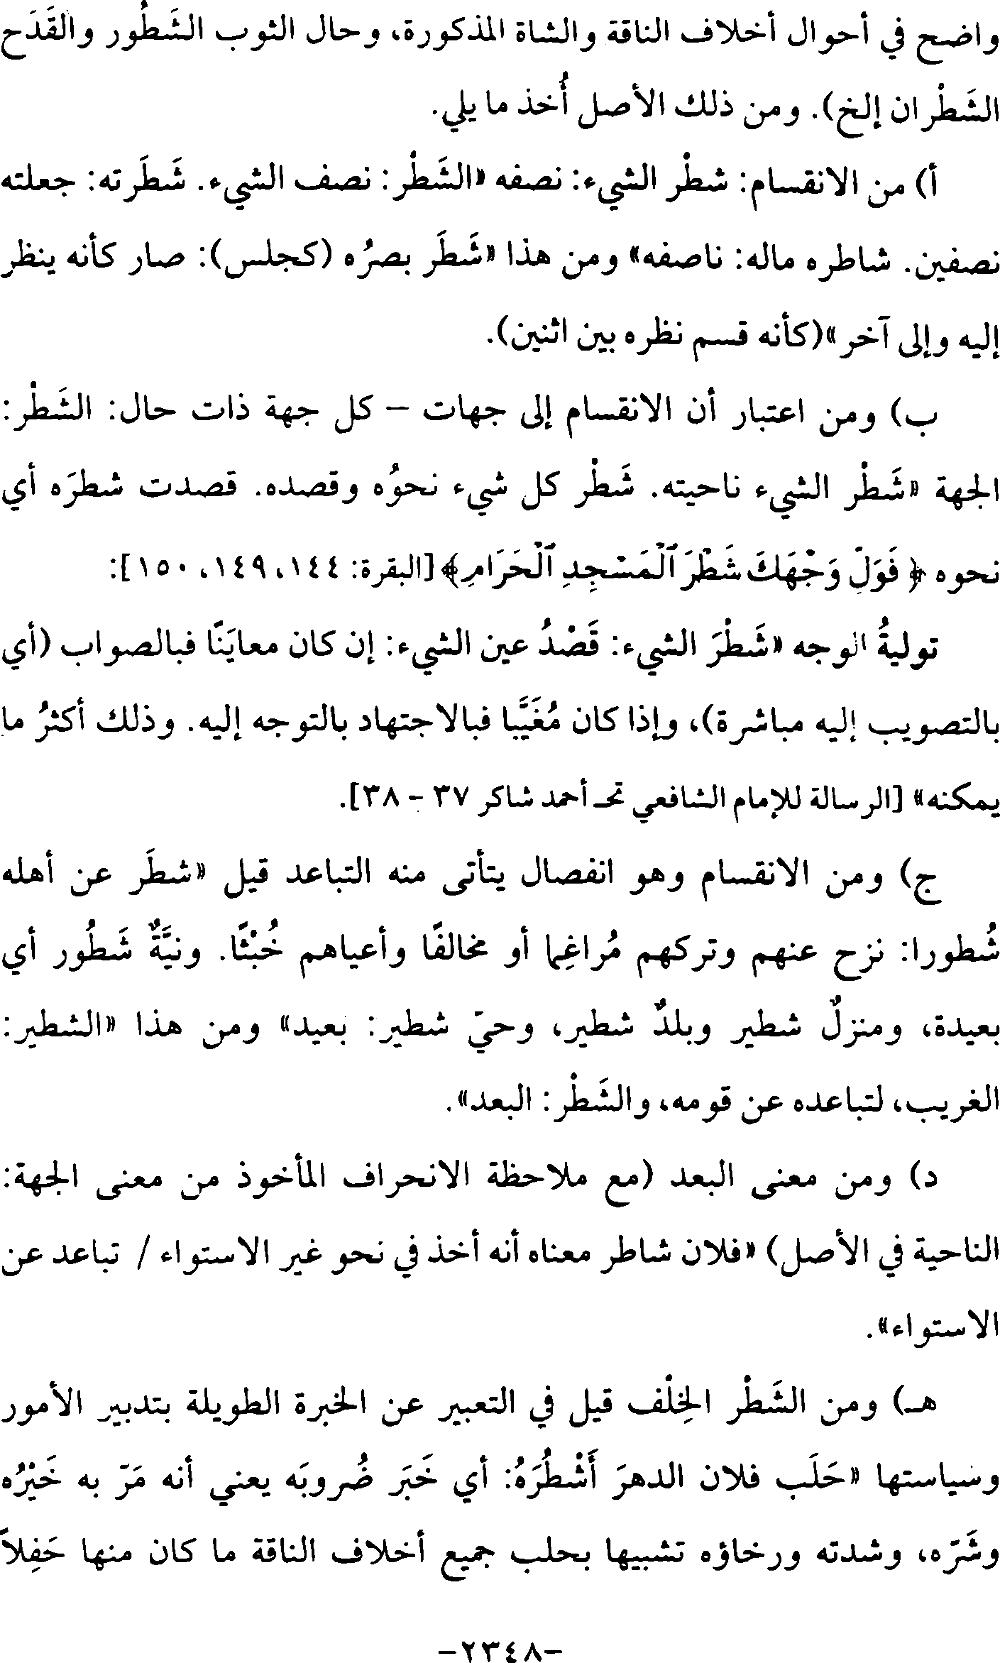 واضح في أحوال أخلاف الناقة والشاة المذكورة، وحال الثوب الشَطُور والقَدَح
الشَطْران إلخ). ومن ذلك الأصل أُخذ ما يلي.
أ) من الانقسام: شطْر الشيء: نصفه «الشَطْر: نصف الشيء. شَطَرته: جعلته
نصفين. شاطره ماله: ناصفه» ومن هذا «شَطَر بصرُه (كجلس): صار كأنه ينظر
إليه وإلى آخر»(كأنه قسم نظره بين اثنين).
ب) ومن اعتبار أن الانقسام إلى جهات – كل جهة ذات حال: الشَطْر:
الجهة «شَطْر الشيء ناحيته. شَطْر كل شيء نحوُه وقصده. قصدت شطرَه أي
نحوه ﴿ فَوَلِّ وَجْهَكَ شَطْرَ ٱلْمَسْجِدِ ٱلْحَرَامِ﴾ [البقرة: ١٤٤، ١٤٩، ١٥٠]:
توليةُ الوجه «شَطْرَ الشيء: قَصْدُ عين الشيء: إن كان معايَنًا فبالصواب (أي
بالتصويب إليه مباشرة)، وإذا كان مُغَيَّبا فبالاجتهاد بالتوجه إليه. وذلك أكثرُ ما
يمكنه» [الرسالة للإمام الشافعي تحـ أحمد شاكر ٣٧ – ٣٨].
ج) ومن الانقسام وهو انفصال يتأتى منه التباعد قيل «شطَر عن أهله
شُطورا: نزح عنهم وتركهم مُراغِما أو مخالفًا وأعياهم خُبْثًا. ونيَّةٌ شَطُور أي
بعيدة، ومنزلٌ شطير وبلدٌ شطير، وحيّ شطير: بعيد» ومن هذا «الشطير:
الغريب، لتباعده عن قومه، والشَطْر: البعد».
د) ومن معنى البعد (مع ملاحظة الانحراف المأخوذ من معنى الجهة:
الناحية في الأصل) «فلان شاطر معناه أنه أخذ في نحو غير الاستواء / تباعد عن
الاستواء».
هـ) ومن الشَطْر الخِلْف قيل في التعبير عن الخبرة الطويلة بتدبير الأمور
وسياستها «حَلَب فلان الدهرَ أَشْطُرَهُ: أي خَبَر ضُروبَه يعني أنه مَرّ به خَيْرُه
وشَرّه، وشدته ورخاؤه تشبيها بحلب جميع أخلاف الناقة ما كان منها حَفِلاً
–٢٣٤٨–